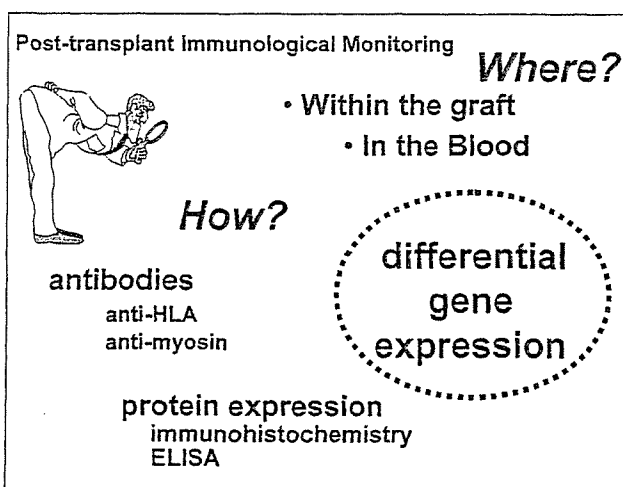 Post-transplant Immunological Monitoring
Where?
• Within the graft
• In the Blood
How?
differential
gene
expression
antibodies
anti-HLA
anti-myosin
protein expression
immunohistochemistry
ELISA